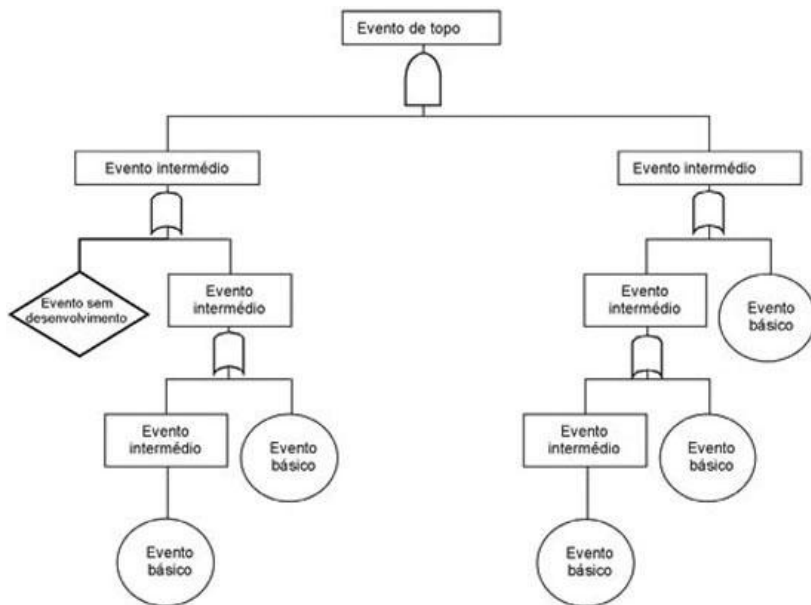 Evento de topo
Evento intermédio
Evento intermédio
Evento sem
desenvolvimento
Evento
intermédio
Evento
intermédio
Evento
básico
Evento
intermédio
Evento
básico
Evento
intermédio
Evento
básico
Evento
básico
Evento
básico